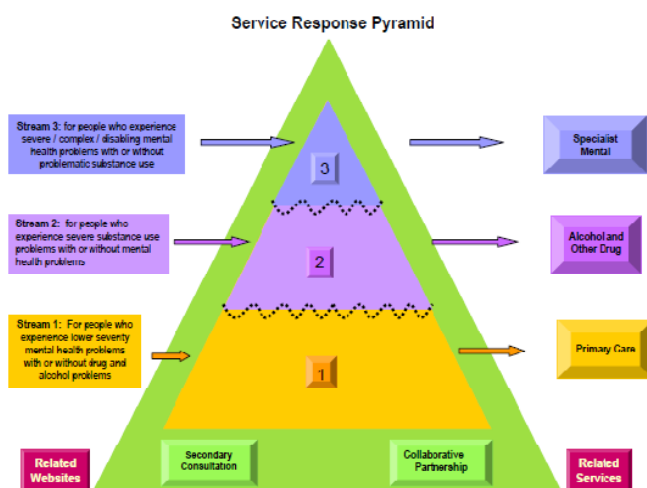 Service Response Pyramid
Stream 3: for people who experience
severe / complex / disabling mental
health problems with or without
problematic substance use
3
Specialist
Mental
Stream 2: for people who
experience severe substance use
problems with or without mental
health problems
2
Alcohol and
Other Drug
Stream 1: For people who
experience lower severity
mental health problems
with or without drug and
alcohol problems
1
Primary Care
Related
Websites
Secondary
Consultation
Collaborative
Partnership
Related
Services